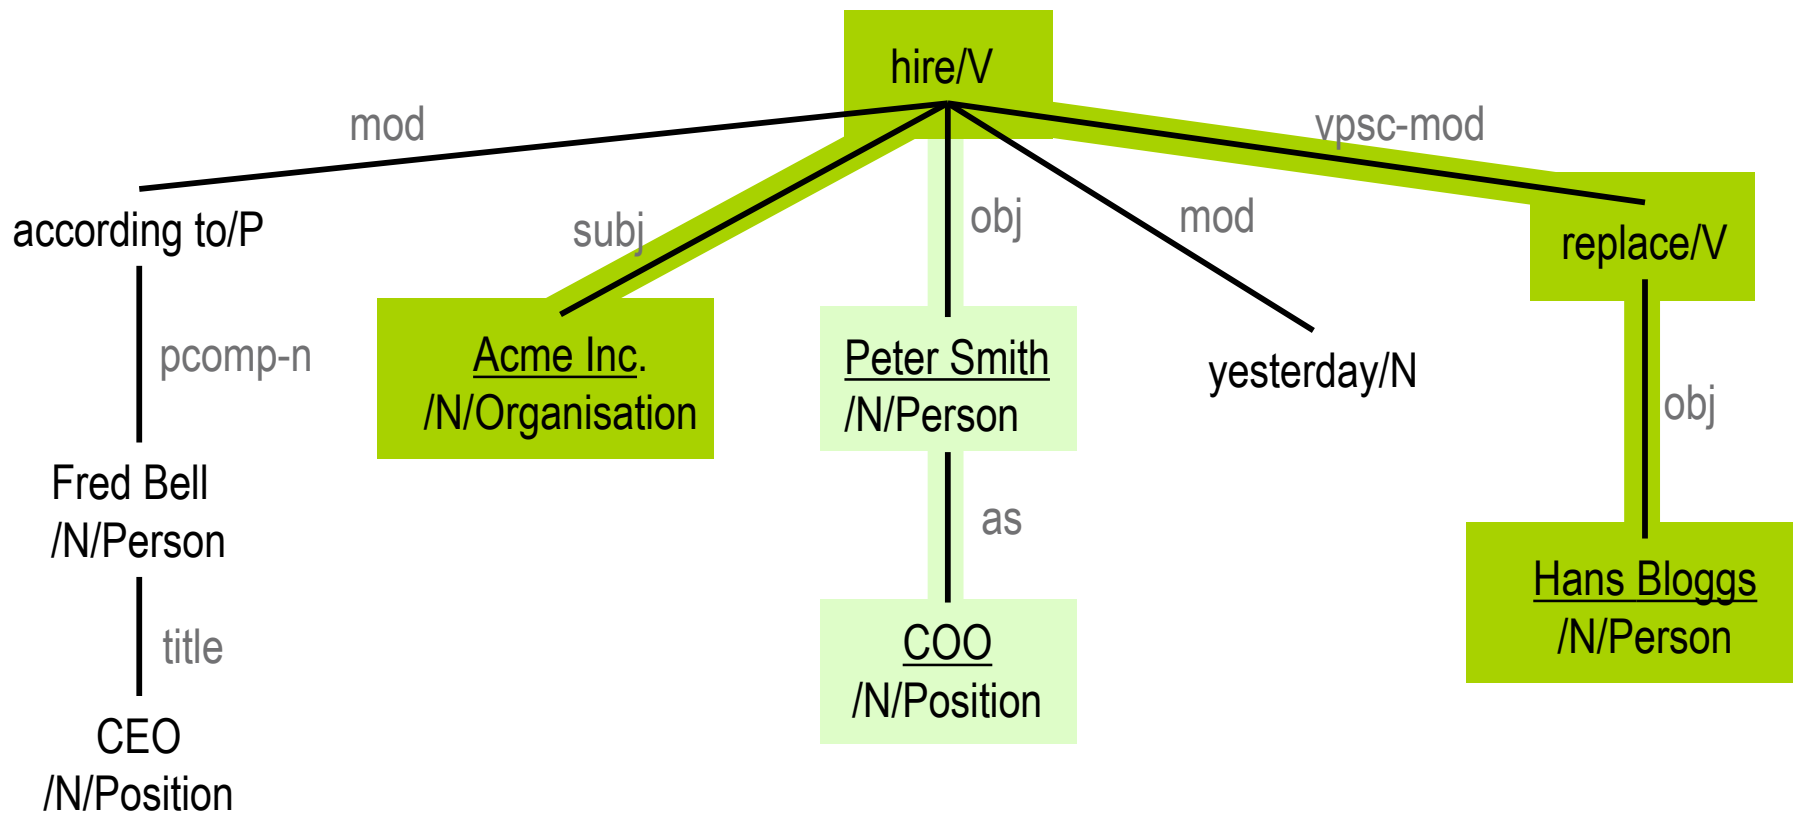 hire/V
mod
vpsc-mod
subj
obj
mod
according to/P
replace/V
pcomp-n
Acme Inc.
/N/Organisation
Peter Smith
/N/Person
yesterday/N
obj
Fred Bell
/N/Person
as
Hans Bloggs
/N/Person
title
COO
/N/Position
CEO
/N/Position